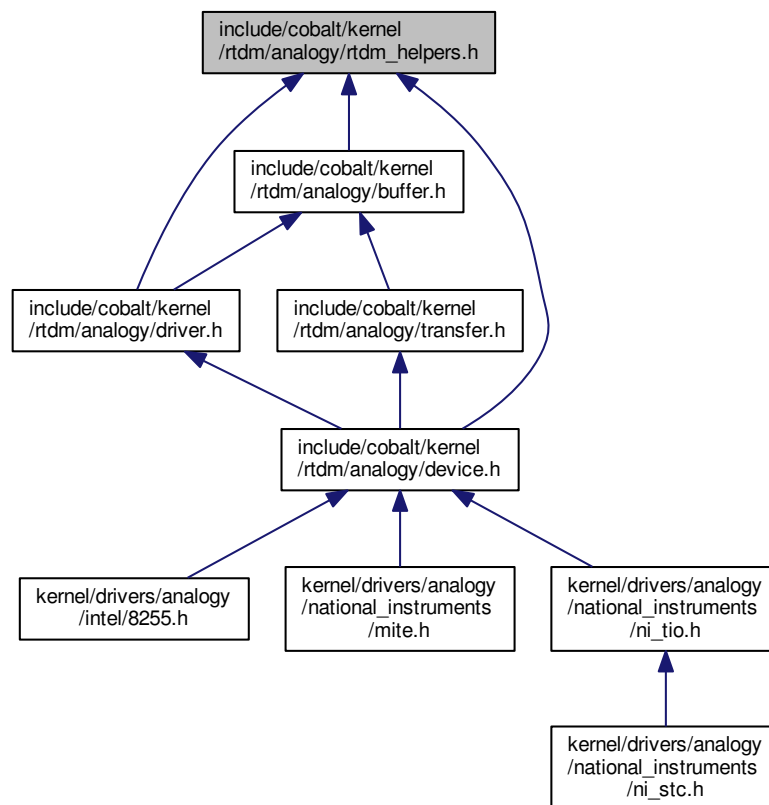 include/cobalt/kernel
/rtdm/analogy/rtdm_helpers.h
include/cobalt/kernel
/rtdm/analogy/buffer.h
include/cobalt/kernel
/rtdm/analogy/driver.h
include/cobalt/kernel
/rtdm/analogy/transfer.h
include/cobalt/kernel
/rtdm/analogy/device.h
kernel/drivers/analogy
/intel/8255.h
kernel/drivers/analogy
/national_instruments
/mite.h
kernel/drivers/analogy
/national_instruments
/ni_tio.h
kernel/drivers/analogy
/national_instruments
/ni_stc.h